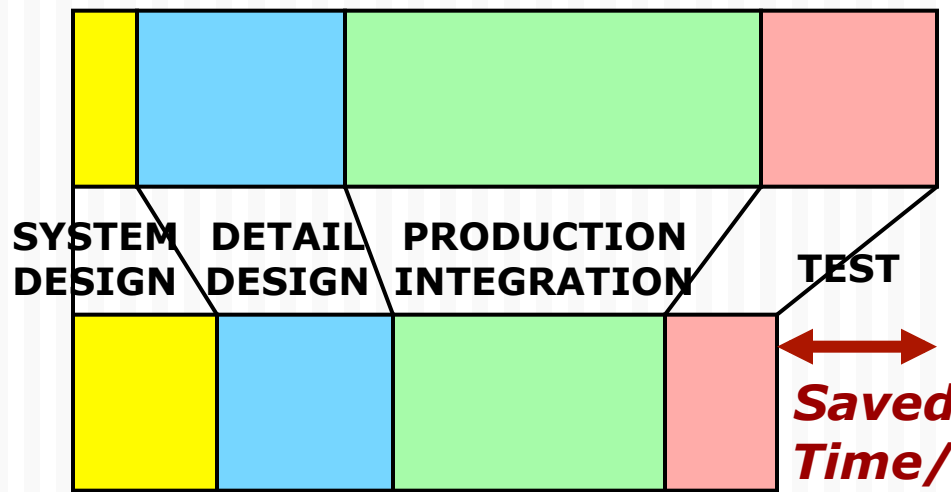 SYSTEM DESIGN
DETAIL DESIGN
PRODUCTION INTEGRATION
TEST
Saved
Time/